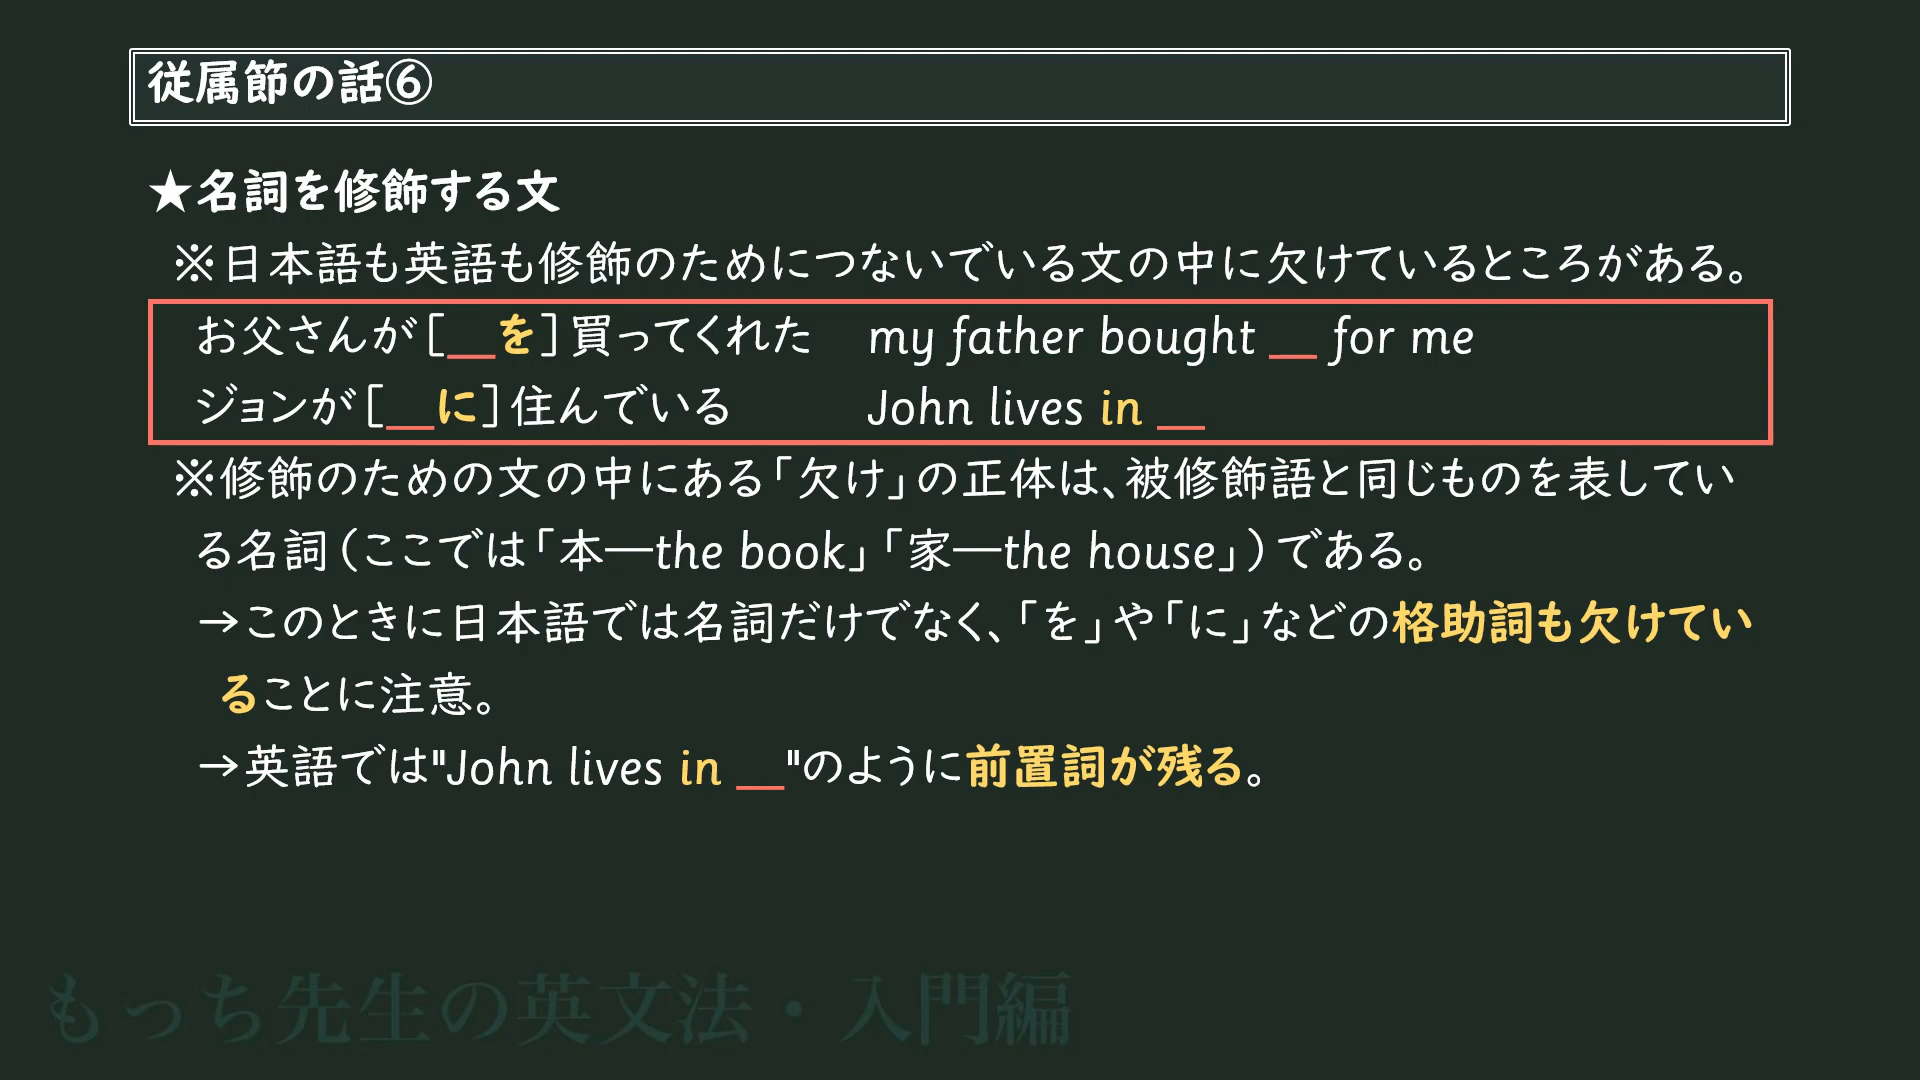 従属節の話⑥
★名詞を修飾する文
※日本語も英語も修飾のためにつないでいる文の中に欠けているところがある。
お父さんが[__を]買ってくれた　my father bought __ for me
ジョンが[__に]住んでいる　John lives in __
※修飾のための文の中にある「欠け」の正体は、被修飾語と同じものを表してい
る名詞（ここでは「本―the book」「家―the house」）である。
→このときに日本語では名詞だけでなく、「を」や「に」などの格助詞も欠けてい
ることに注意。
→英語では"John lives in __"のように前置詞が残る。
もっち先生の英文法・入門編